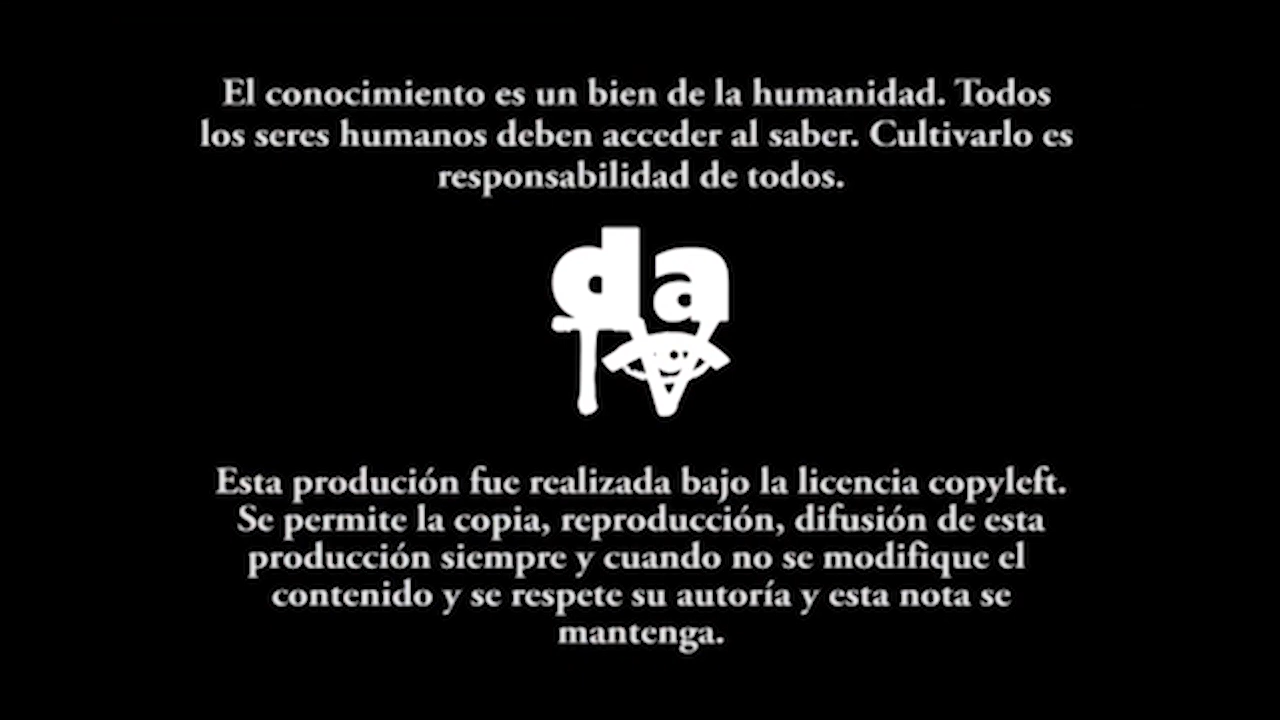 El conocimiento es un bien de la humanidad. Todos
los seres humanos deben acceder al saber. Cultivarlo es
responsabilidad de todos.
da
TV
Esta produción fue realizada bajo la licencia copyleft.
Se permite la copia, reproducción, difusión de esta
producción siempre y cuando no se modifique el
contenido y se respete su autoría y esta nota se
mantenga.